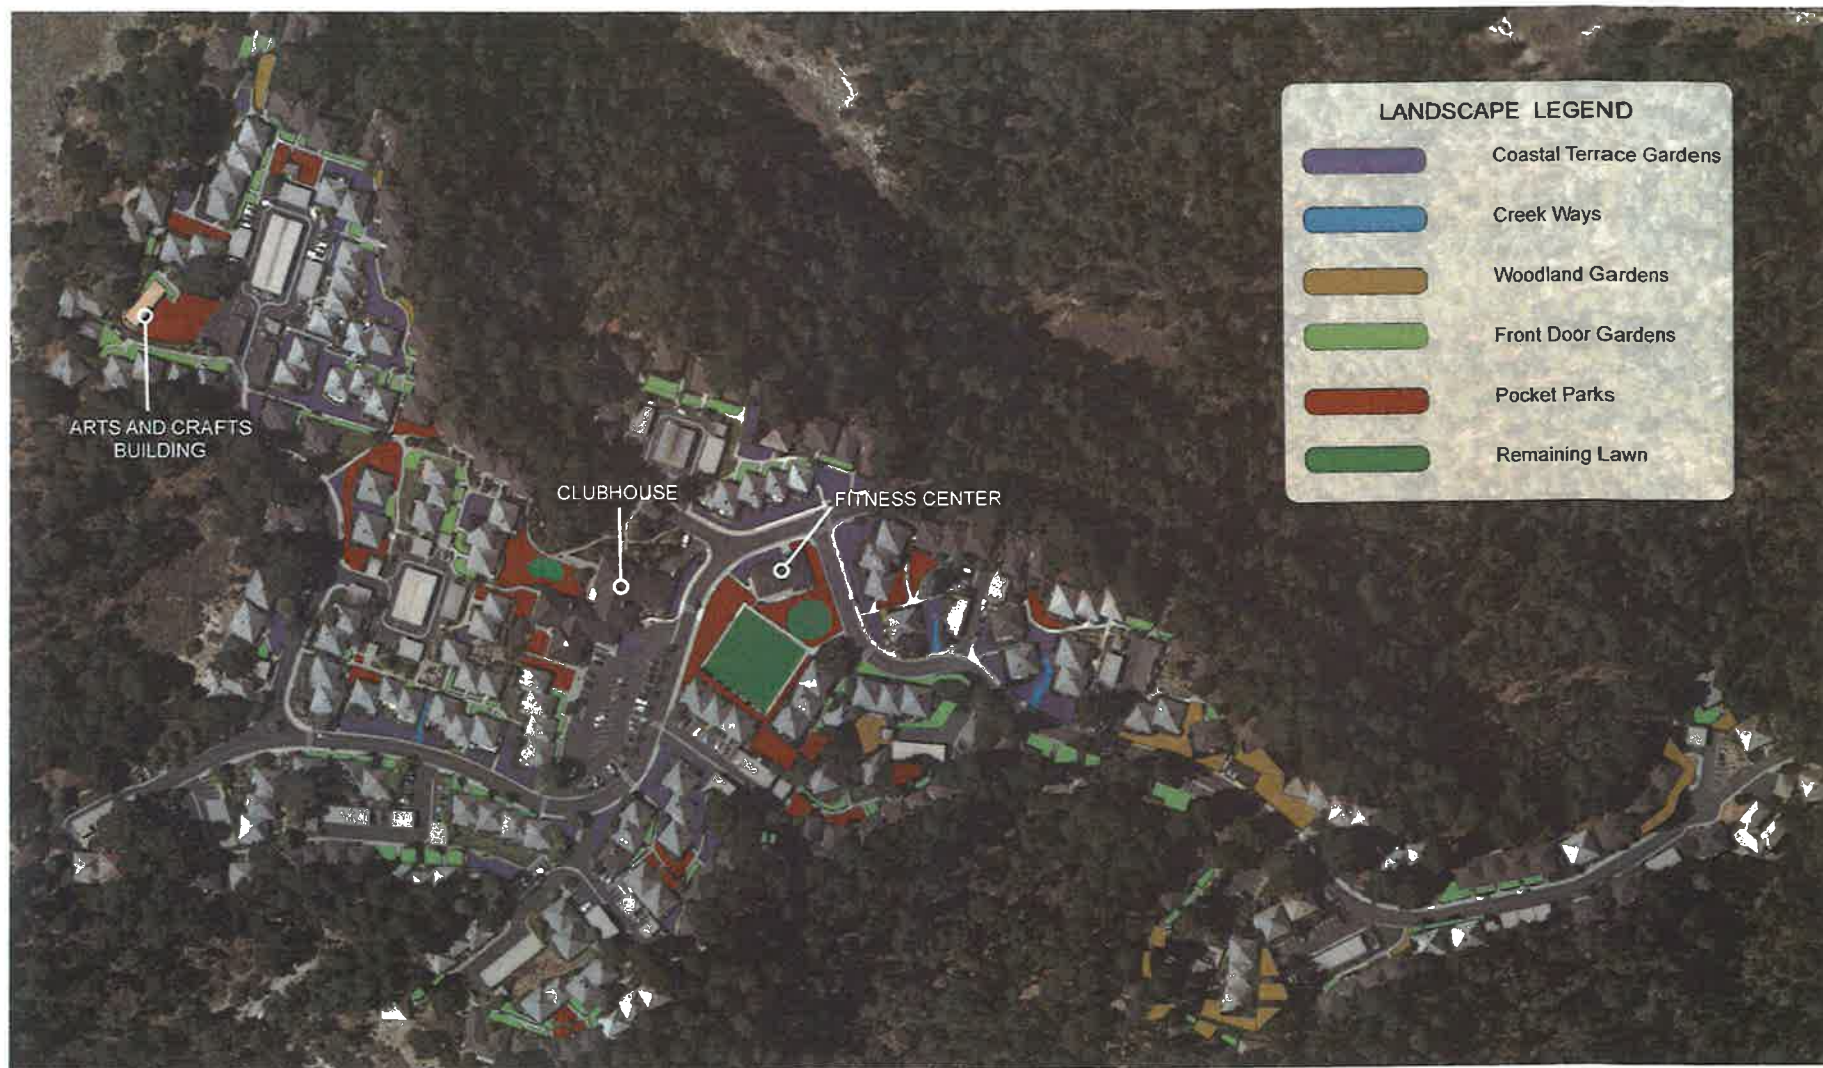 LANDSCAPE LEGEND
Coastal Terrace Gardens
Creek Ways
Woodland Gardens
Front Door Gardens
Pocket Parks
Remaining Lawn
ARTS AND CRAFTS
BUILDING
CLUBHOUSE
FITNESS CENTER